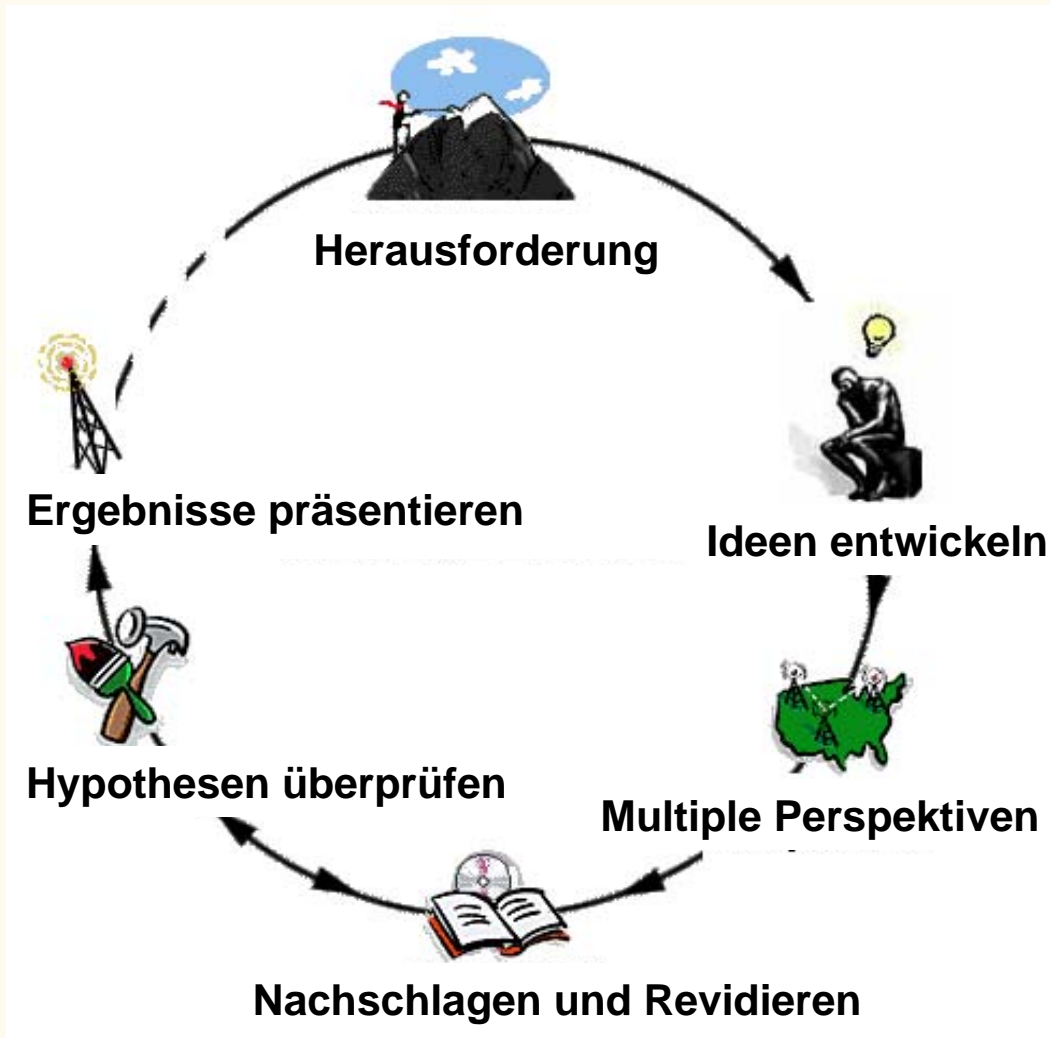 Herausforderung
Ideen entwickeln
Multiple Perspektiven
Nachschlagen und Revidieren
Hypothesen überprüfen
Ergebnisse präsentieren